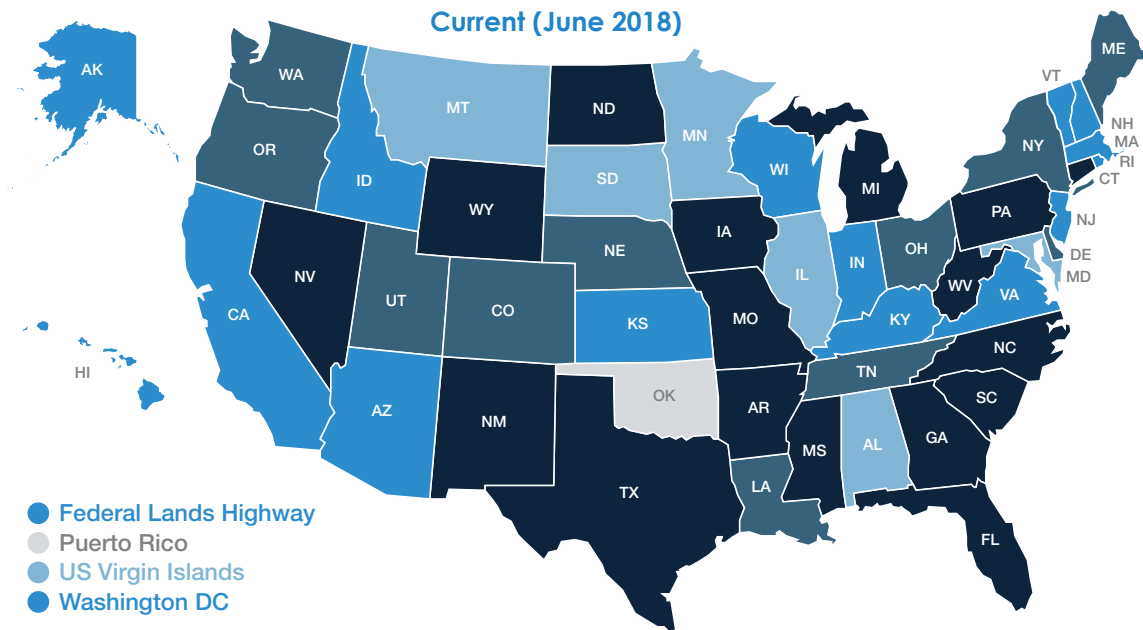 Current (June 2018)
AK
WA
MT
ND
MN
ME
VT
NH
MA
RI
CT
OR
ID
SD
WI
NY
MI
WY
IA
PA
NJ
NE
OH
DE
MD
NV
UT
CO
IL
IN
WV
VA
CA
KS
MO
KY
NC
HI
TN
SC
AZ
NM
OK
AR
MS
AL
GA
TX
LA
FL
Federal Lands Highway
Puerto Rico
US Virgin Islands
Washington DC